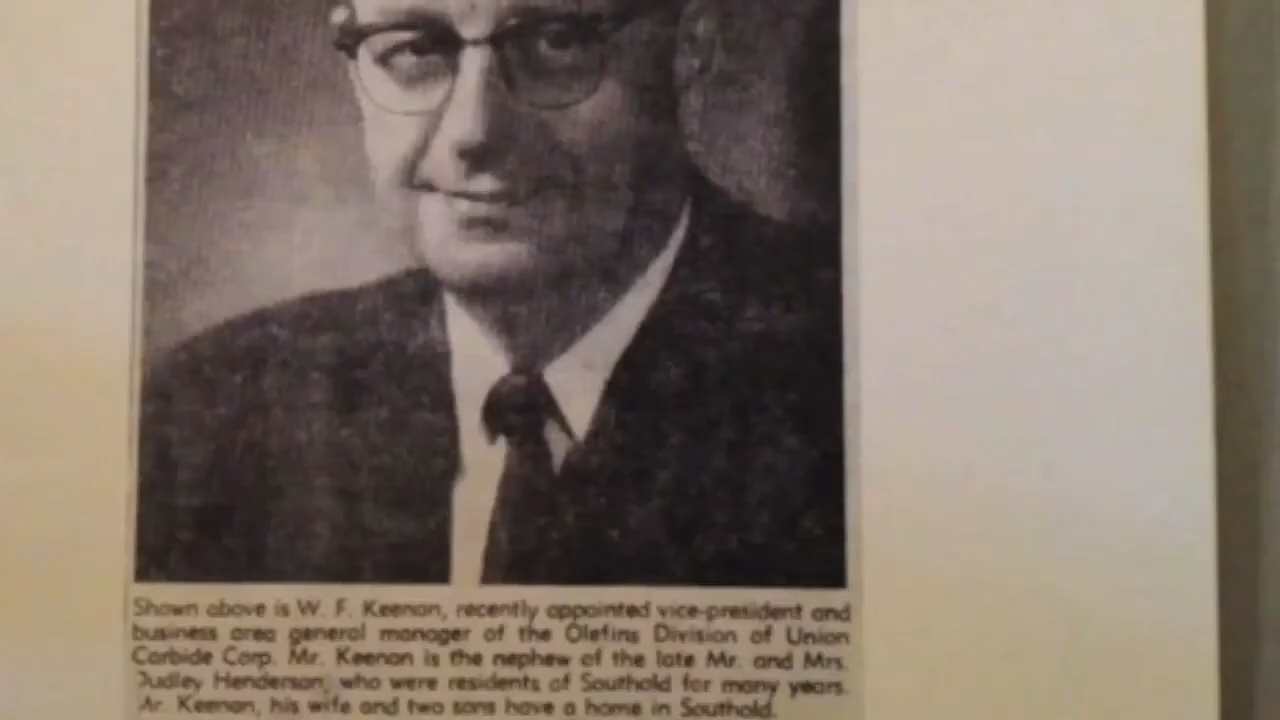 Shown above is W. F. Keenan, recently appointed vice-president and
business area general manager of the Olefins Division of Union
Carbide Corp. Mr. Keenan is the nephew of the late Mr. and Mrs.
Dudley Henderson, who were residents of Southold for many years.
Mr. Keenan, his wife and two sons have a home in Southold.